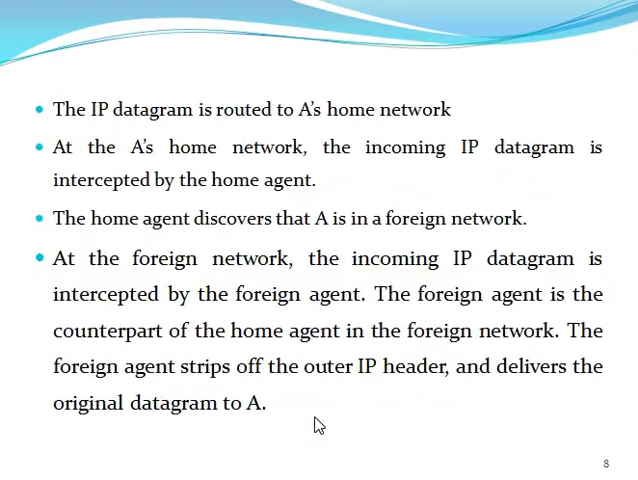 The IP datagram is routed to A's home network
At the A's home network, the incoming IP datagram is
intercepted by the home agent.
The home agent discovers that A is in a foreign network.
At the foreign network, the incoming IP datagram is
intercepted by the foreign agent. The foreign agent is the
counterpart of the home agent in the foreign network. The
foreign agent strips off the outer IP header, and delivers the
original datagram to A.
8